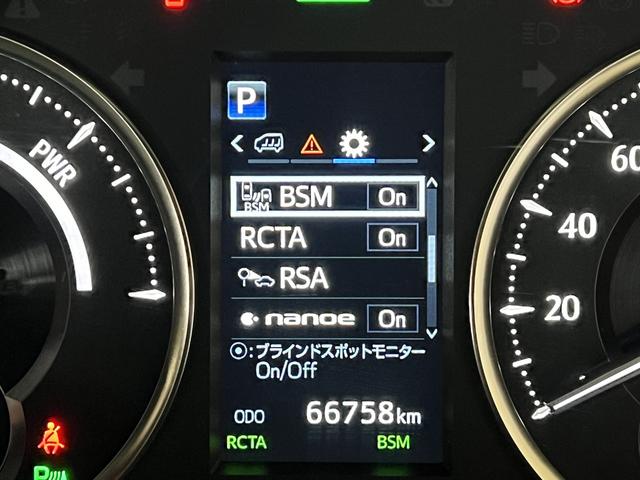 P
PWR
BSM
BSM On
RCTA On
RSA
nanoe On
⦿:ブラインドスポットモニター
On/Off
ODO 66758km
RCTA BSM
60
40
20
P